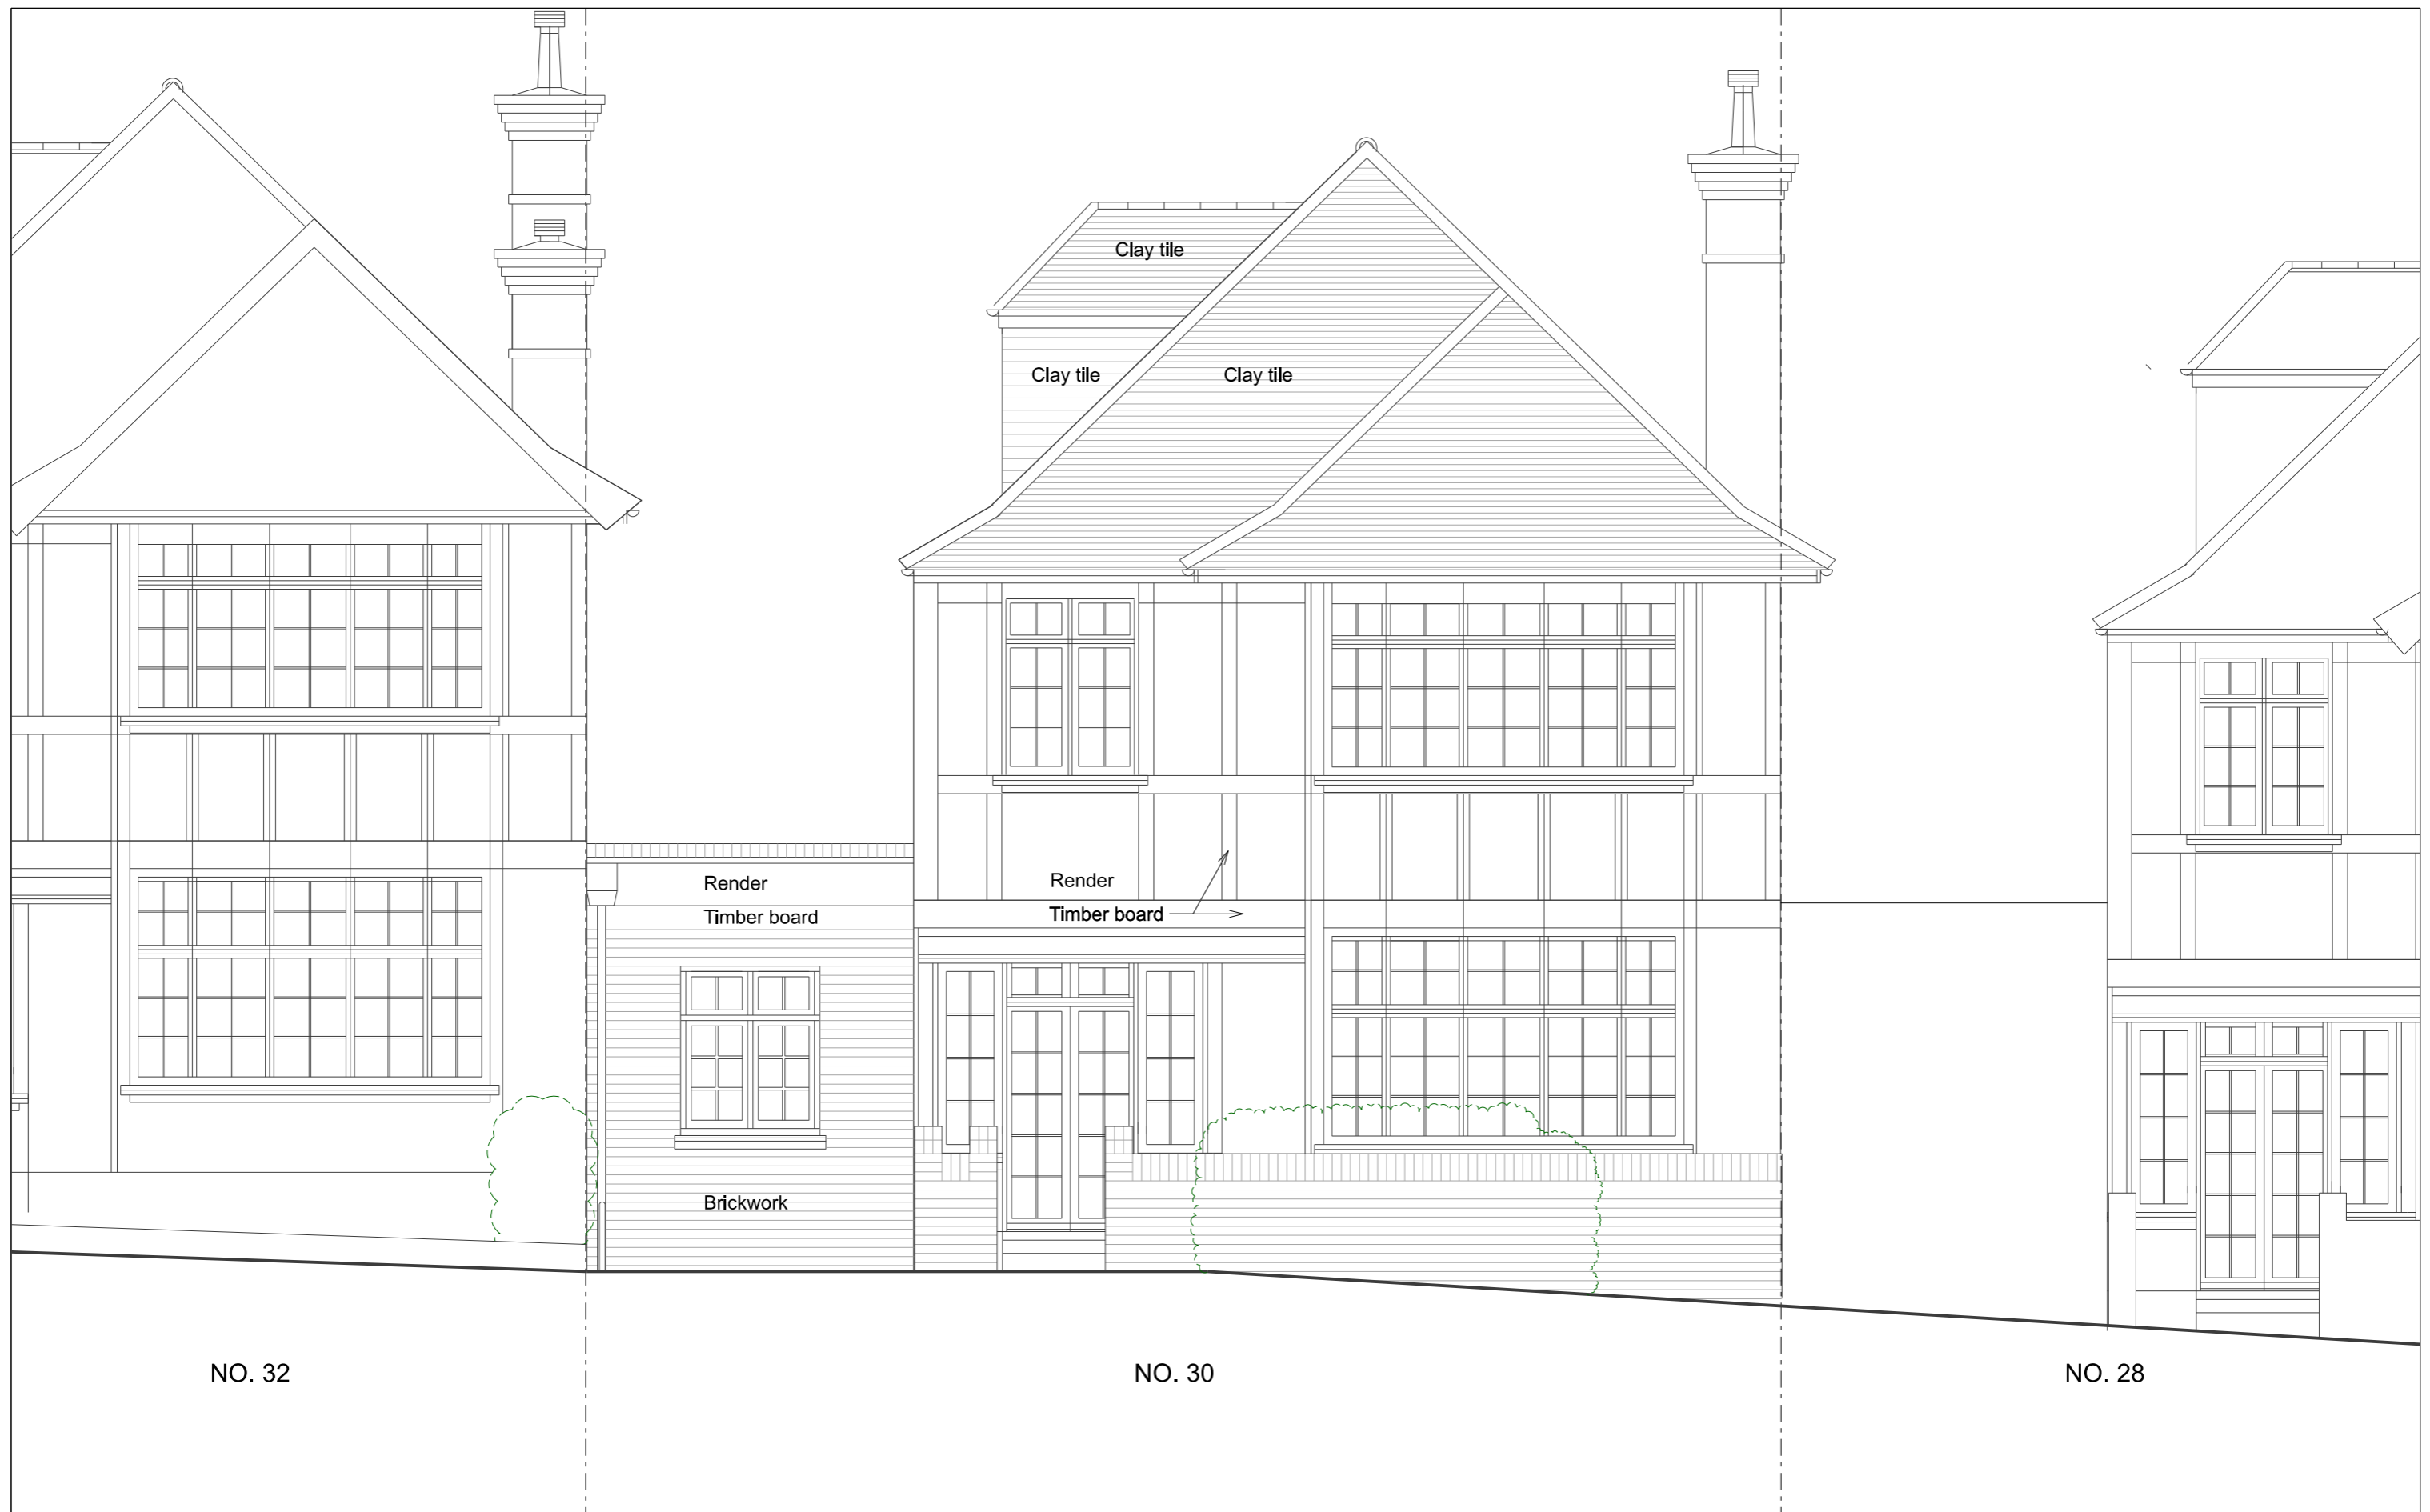 Clay tile
Clay tile
Clay tile
Render
Render
Timber board
Timber board
Brickwork
NO. 32
NO. 30
NO. 28